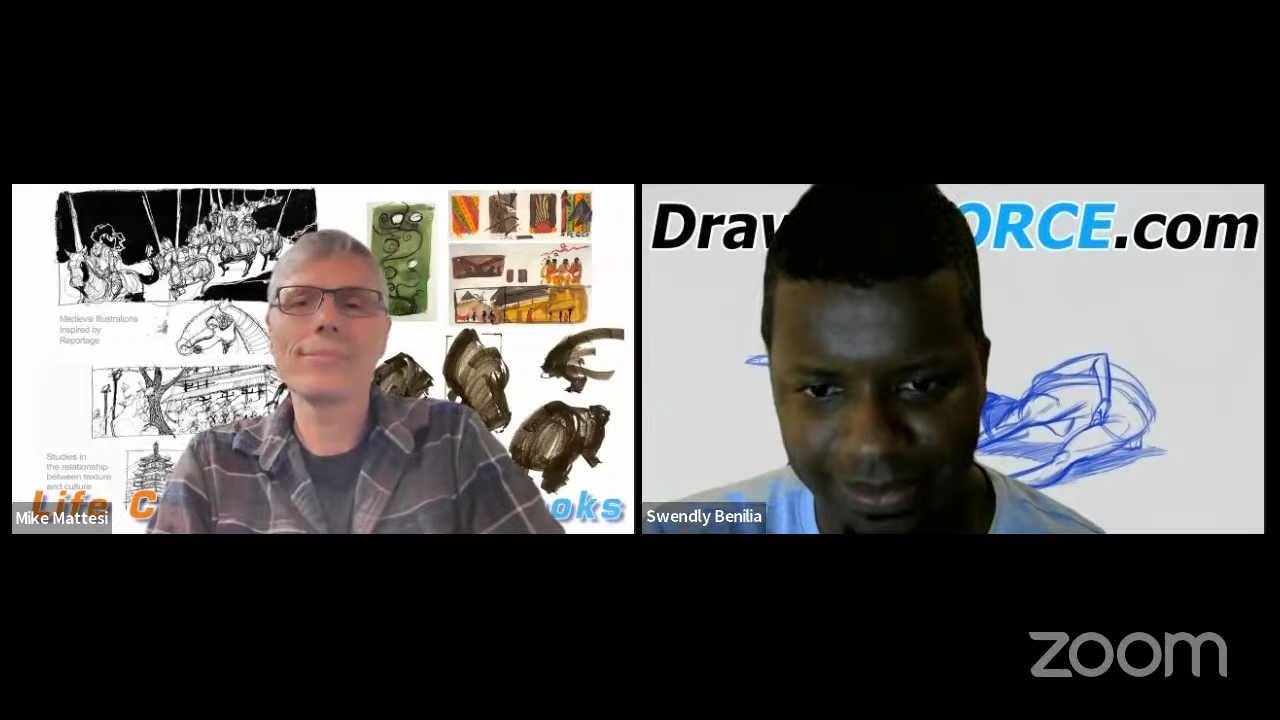 Medieval Illustrations
Inspired by
Reportage
Studies in
the relationship
between texture
and culture
Life C
oks
Mike Mattesi
Draw
ORCE.com
Swendly Benilia
zoom